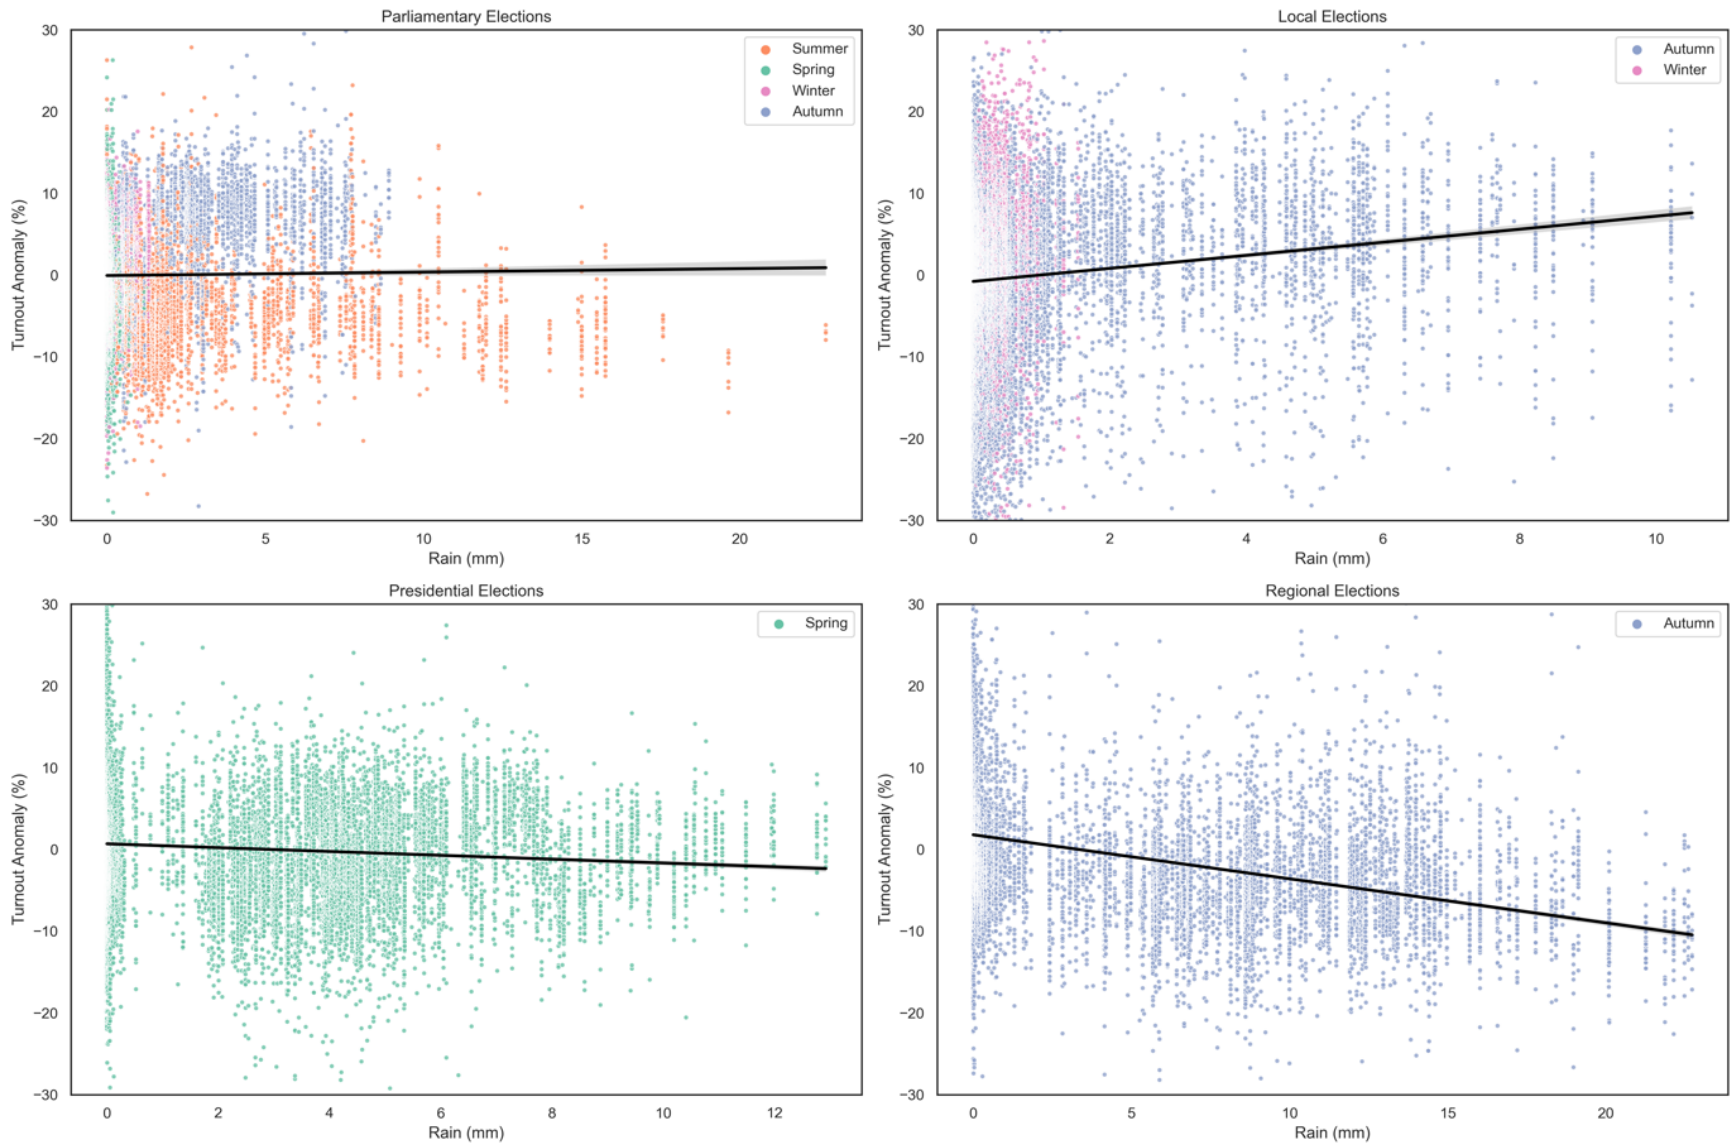 Parliamentary Elections
30
20
10
0
−10
−20
−30
Turnout Anomaly (%)
Summer
Spring
Winter
Autumn
0 5 10 15 20
Rain (mm)
Local Elections
30
20
10
0
−10
−20
−30
Turnout Anomaly (%)
Autumn
Winter
0 2 4 6 8 10
Rain (mm)
Presidential Elections
30
20
10
0
−10
−20
−30
Turnout Anomaly (%)
Spring
0 2 4 6 8 10 12
Rain (mm)
Regional Elections
30
20
10
0
−10
−20
−30
Turnout Anomaly (%)
Autumn
0 5 10 15 20
Rain (mm)